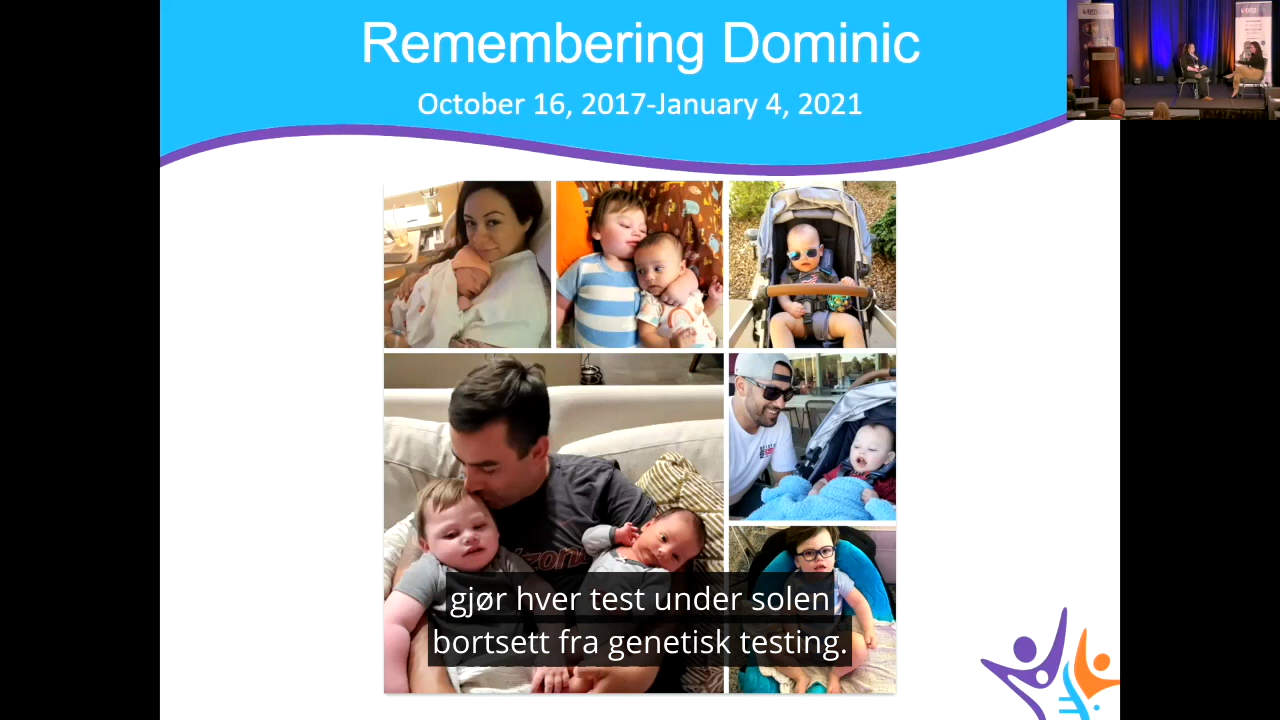 Remembering Dominic
October 16, 2017-January 4, 2021
gjør hver test under solen
bortsett fra genetisk testing.